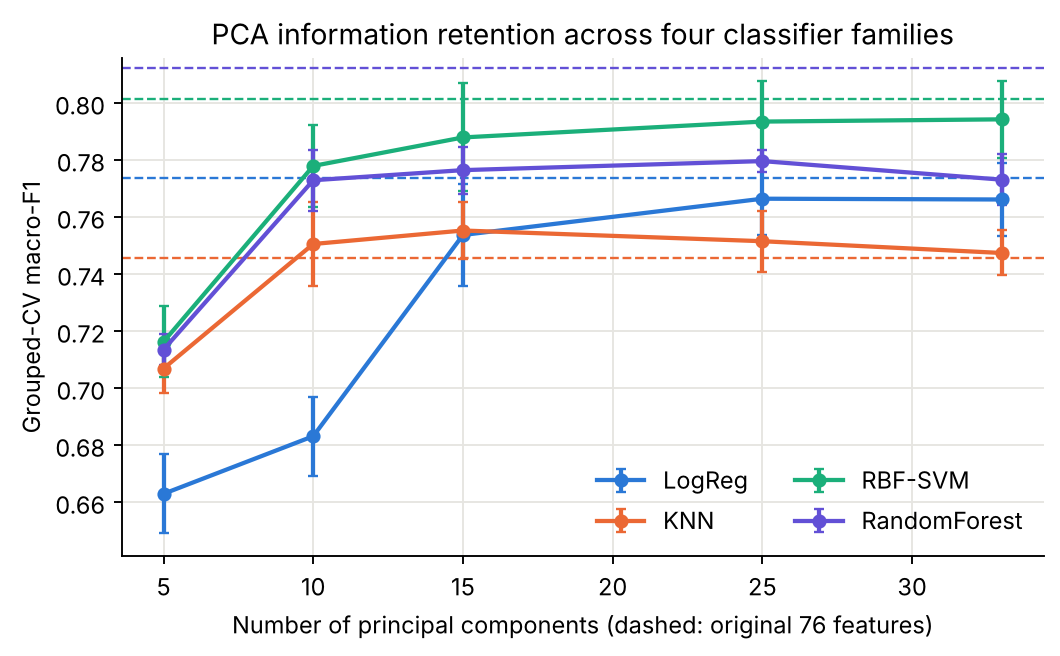 PCA information retention across four classifier families
Grouped-CV macro-F1
0.80
0.78
0.76
0.74
0.72
0.70
0.68
0.66
LogReg
RBF-SVM
KNN
RandomForest
5 10 15 20 25 30
Number of principal components (dashed: original 76 features)